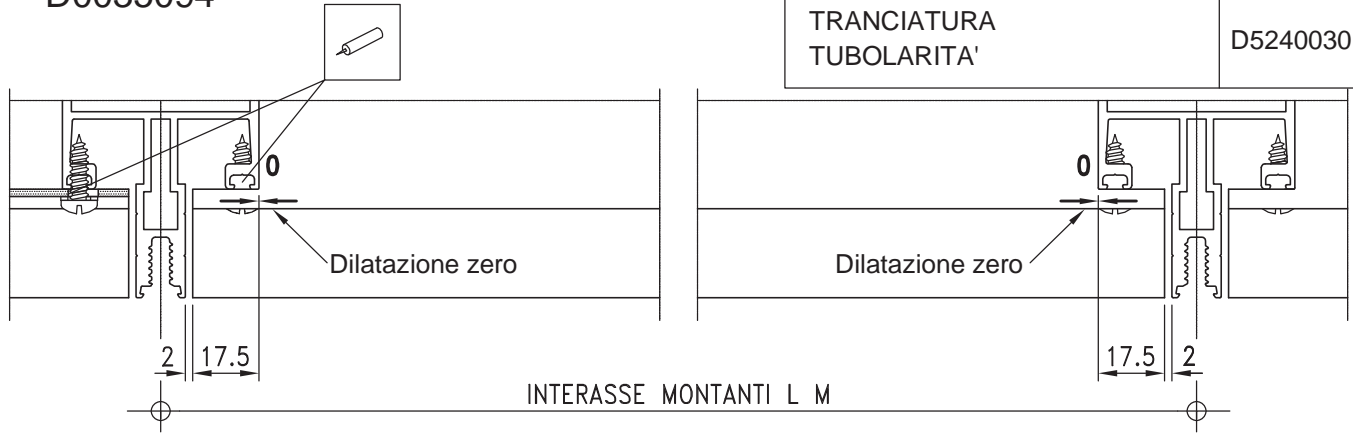 TRANCIATURA
TUBOLARITA'
D5240030
0
0
Dilatazione zero
Dilatazione zero
2 17.5
17.5 2
INTERASSE MONTANTI L M